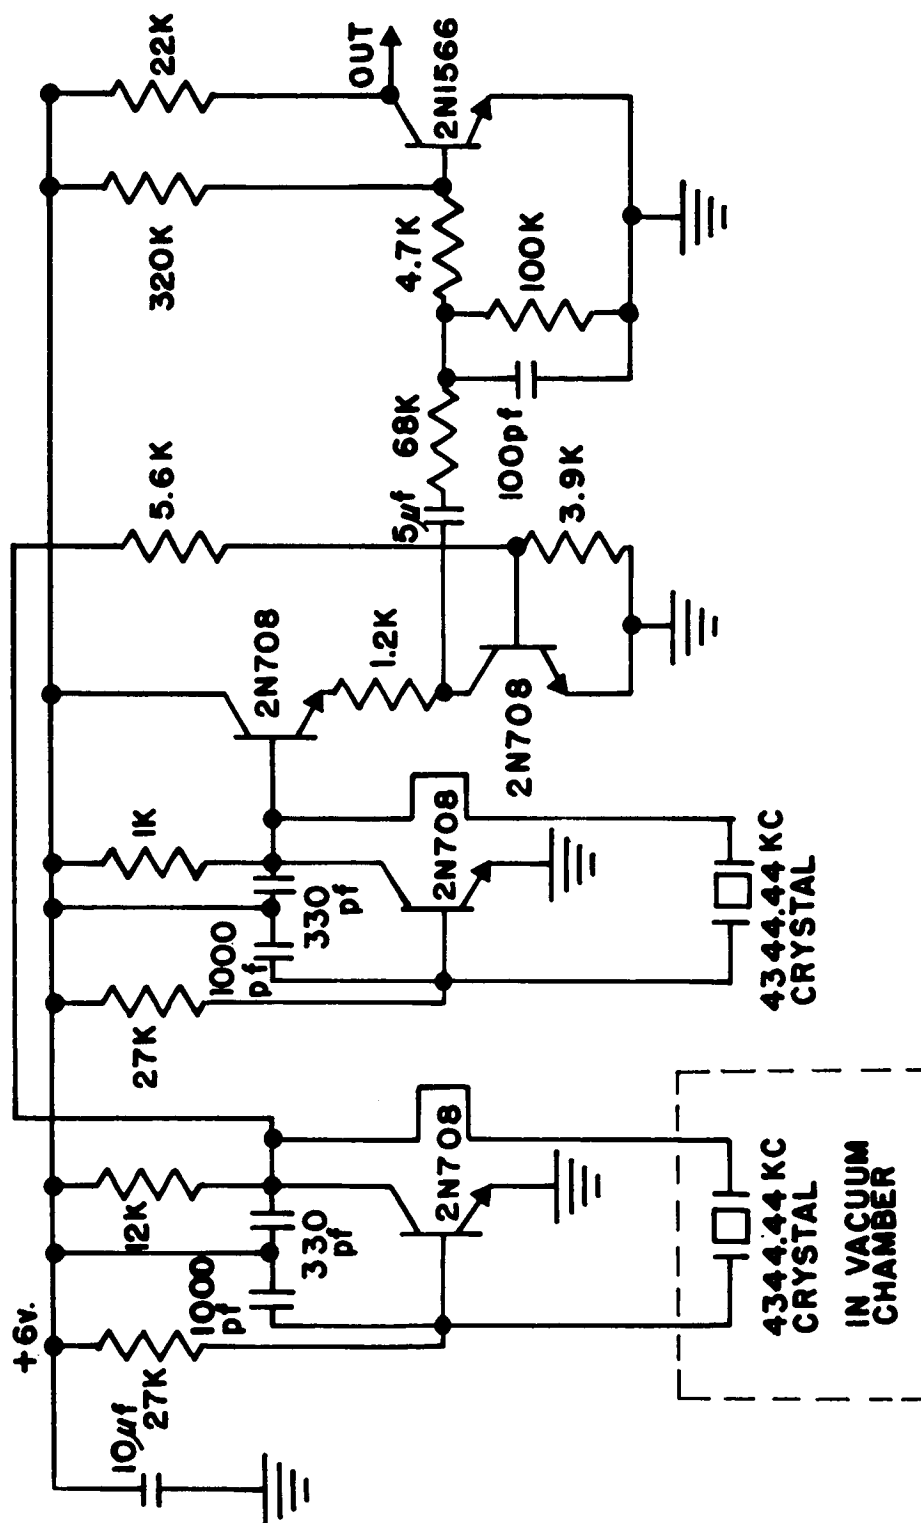 +6v.
10µf
27K
1000
pf
12K
330
pf
2N708
4344.44 KC
CRYSTAL
IN VACUUM
CHAMBER
27K
1000
pf
1K
330
pf
2N708
4344.44 KC
CRYSTAL
2N708
1.2K
2N708
5.6K
5µf
3.9K
68K
100pf
320K
4.7K
100K
22K
OUT
2N1566